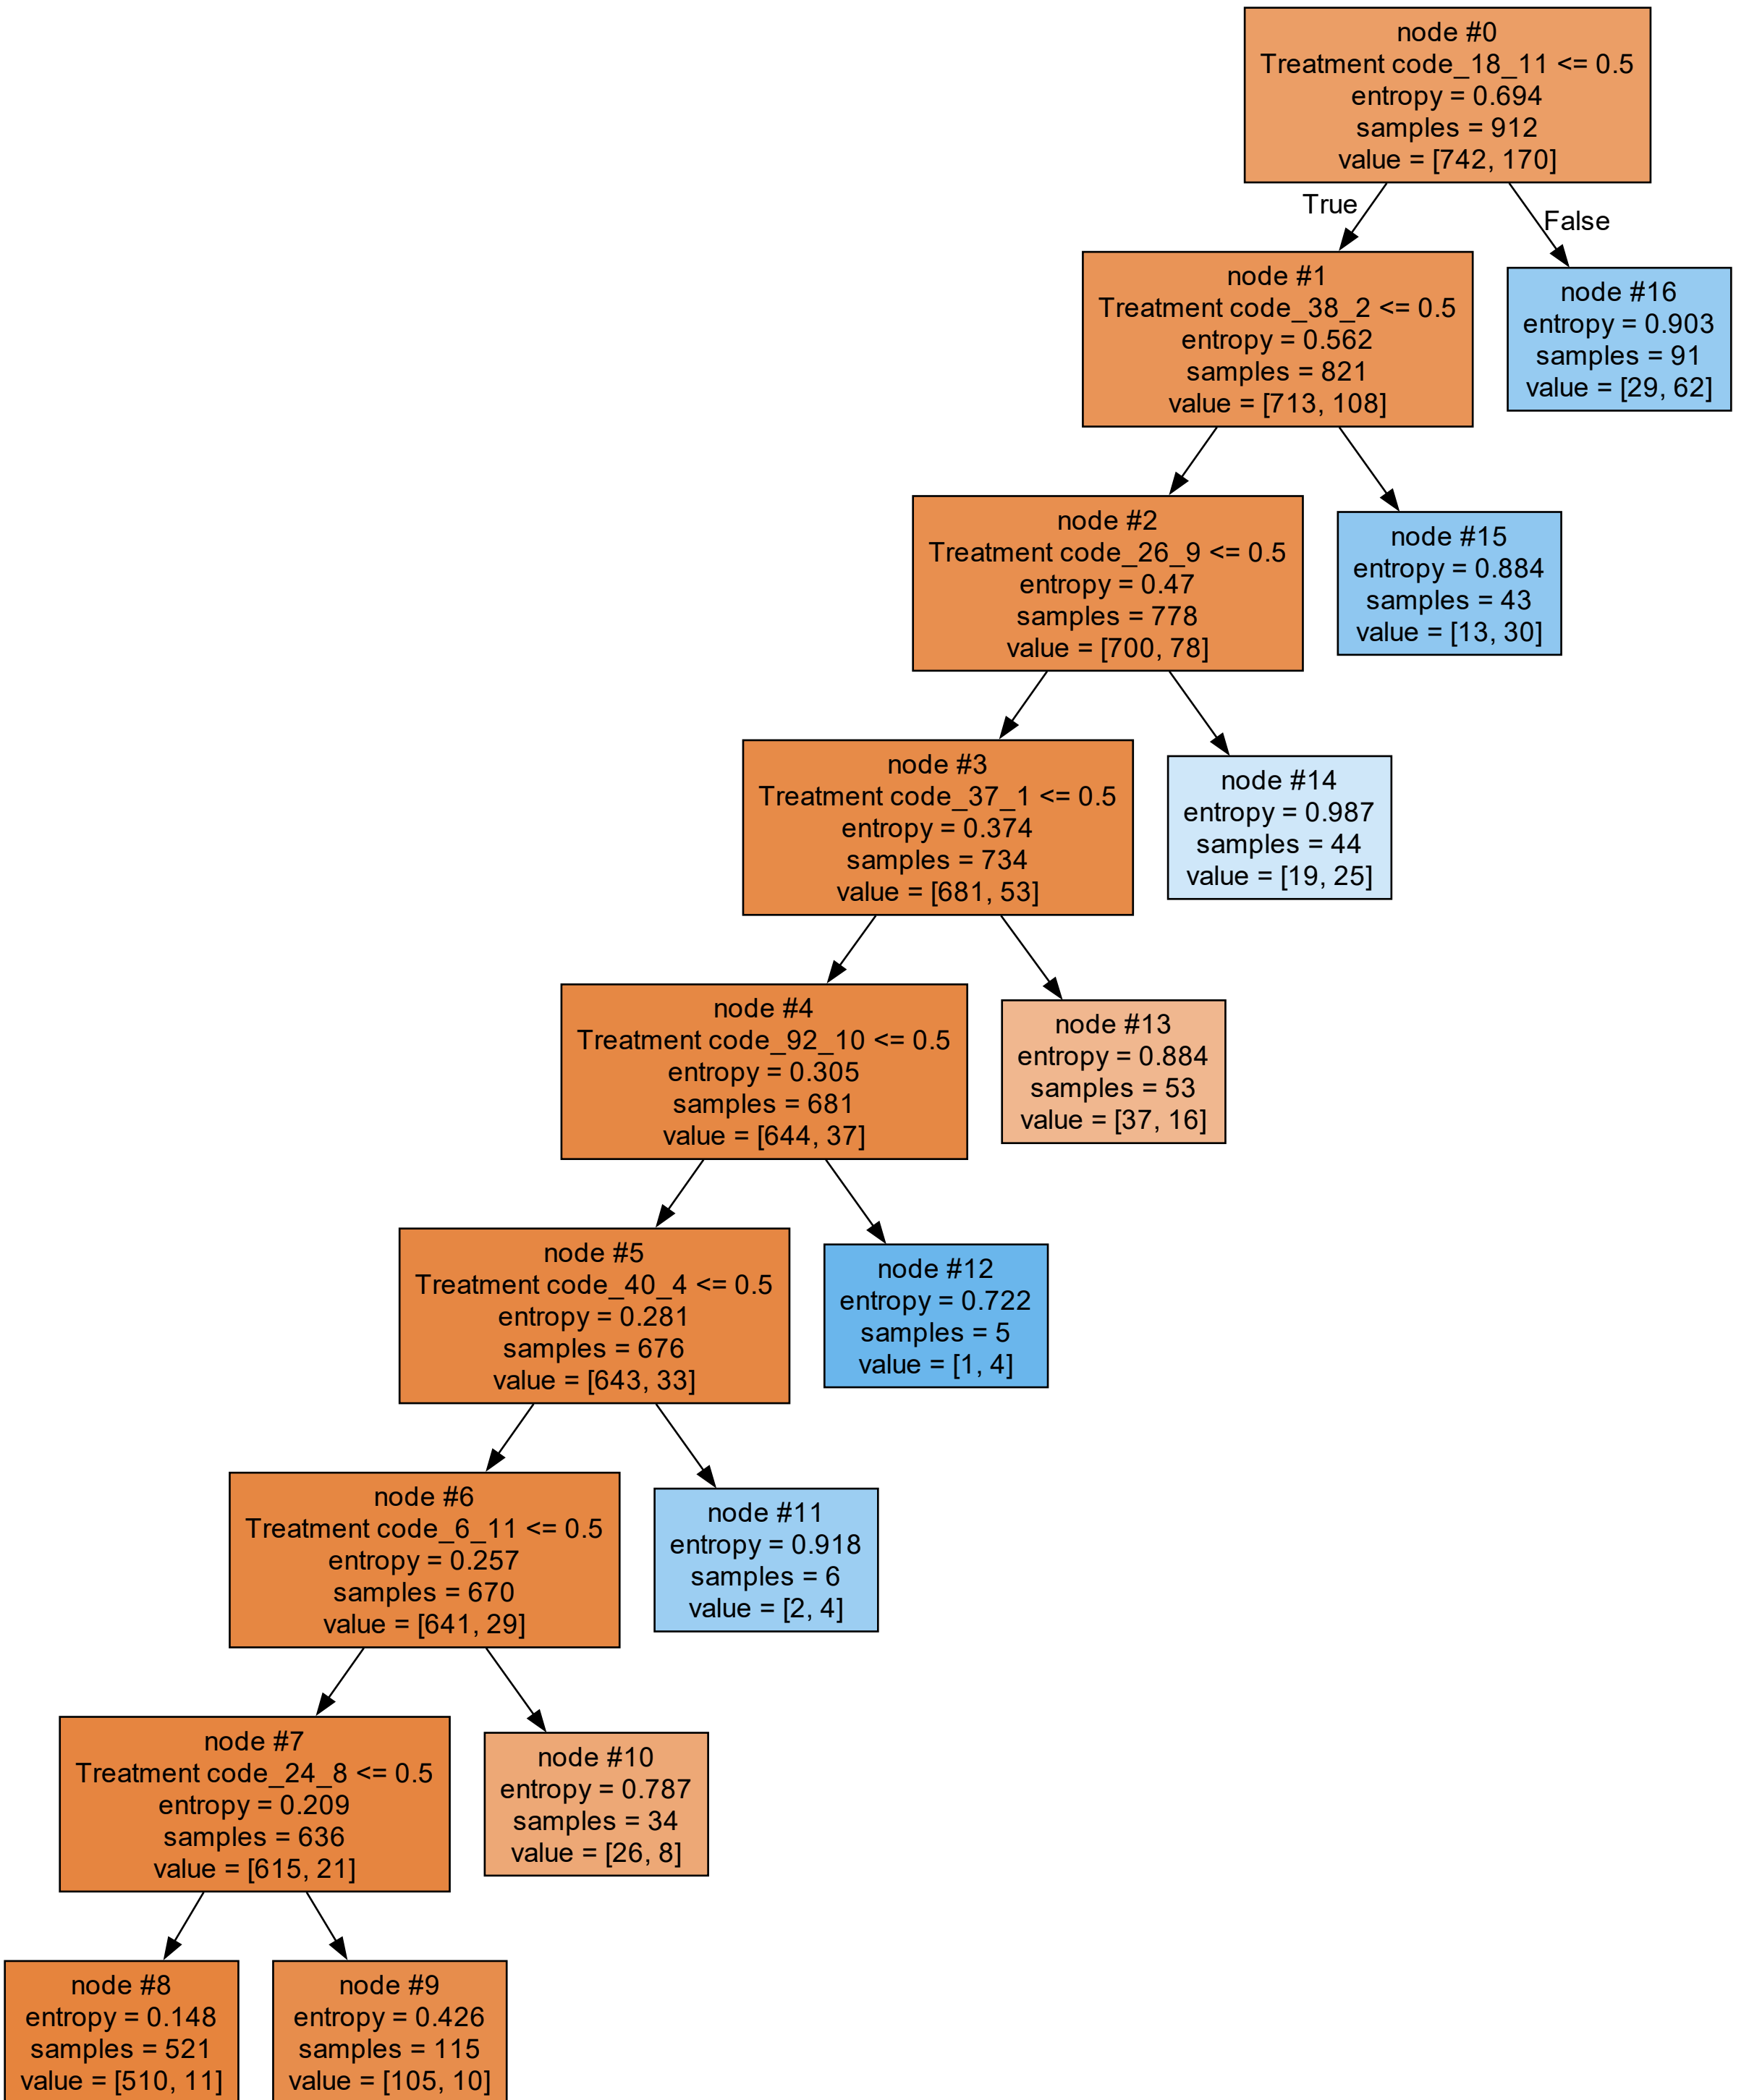 node #0
Treatment code_18_11 <= 0.5
entropy = 0.694
samples = 912
value = [742, 170]
True
False
node #1
Treatment code_38_2 <= 0.5
entropy = 0.562
samples = 821
value = [713, 108]
node #16
entropy = 0.903
samples = 91
value = [29, 62]
node #2
Treatment code_26_9 <= 0.5
entropy = 0.47
samples = 778
value = [700, 78]
node #15
entropy = 0.884
samples = 43
value = [13, 30]
node #3
Treatment code_37_1 <= 0.5
entropy = 0.374
samples = 734
value = [681, 53]
node #14
entropy = 0.987
samples = 44
value = [19, 25]
node #4
Treatment code_92_10 <= 0.5
entropy = 0.305
samples = 681
value = [644, 37]
node #13
entropy = 0.884
samples = 53
value = [37, 16]
node #5
Treatment code_40_4 <= 0.5
entropy = 0.281
samples = 676
value = [643, 33]
node #12
entropy = 0.722
samples = 5
value = [1, 4]
node #6
Treatment code_6_11 <= 0.5
entropy = 0.257
samples = 670
value = [641, 29]
node #11
entropy = 0.918
samples = 6
value = [2, 4]
node #7
Treatment code_24_8 <= 0.5
entropy = 0.209
samples = 636
value = [615, 21]
node #10
entropy = 0.787
samples = 34
value = [26, 8]
node #8
entropy = 0.148
samples = 521
value = [510, 11]
node #9
entropy = 0.426
samples = 115
value = [105, 10]